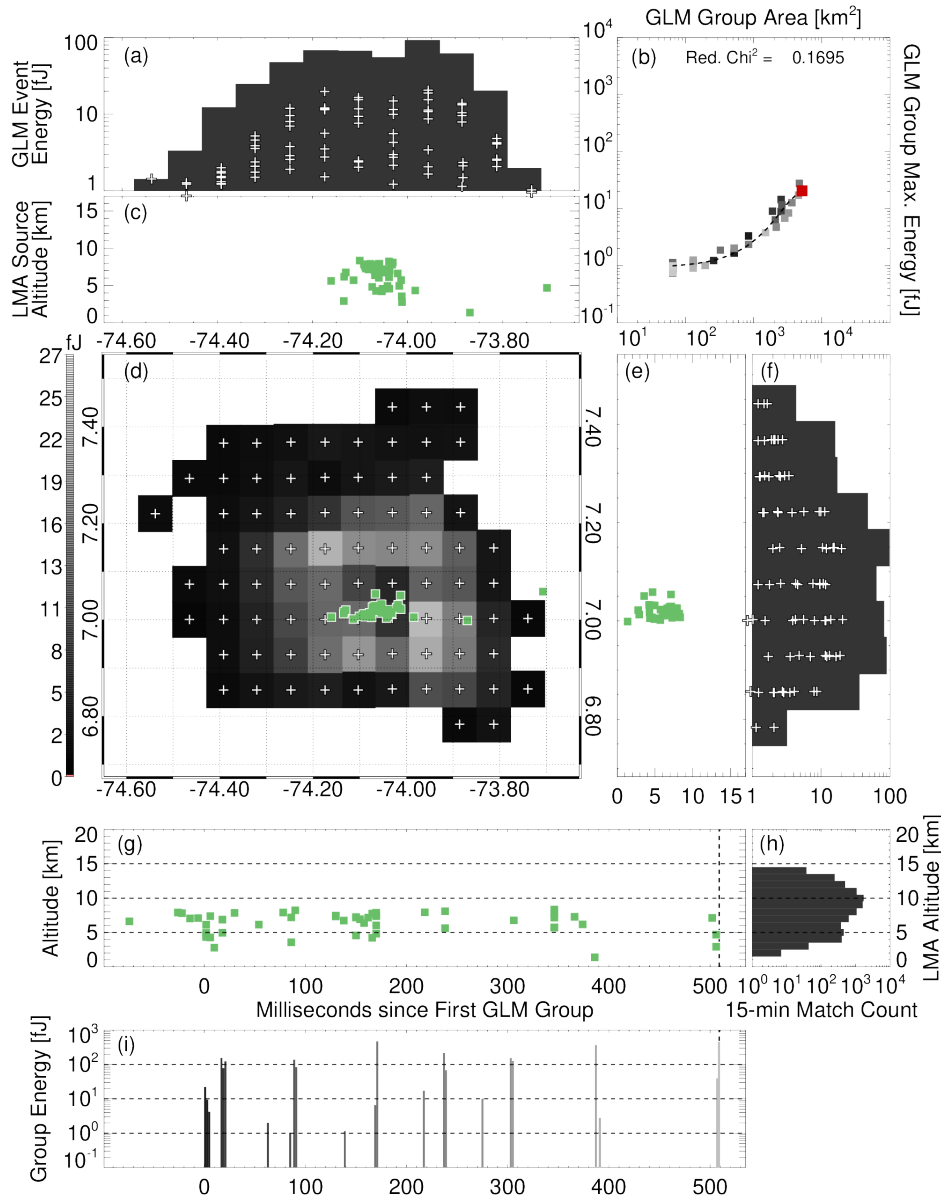 GLM Group Area [km²]
(a)
(b)
Red. Chi² = 0.1695
GLM Event
Energy [fJ]
100
10
1
GLM Group Max. Energy [fJ]
10⁴
10³
10²
10¹
10⁰
10⁻¹
(c)
LMA Source
Altitude [km]
15
10
5
0
10¹ 10² 10³ 10⁴
fJ
-74.60 -74.40 -74.20 -74.00 -73.80
27
25
22
19
16
13
11
8
5
2
0
(d)
7.40
7.20
7.00
6.80
7.40
7.20
7.00
6.80
-74.60 -74.40 -74.20 -74.00 -73.80
(e)
0 5 10 15
(f)
1 10 100
(g)
Altitude [km]
20
15
10
5
0
0 100 200 300 400 500
Milliseconds since First GLM Group
(h)
20
15
10
5
0
LMA Altitude [km]
10⁰ 10¹ 10² 10³ 10⁴
15-min Match Count
(i)
Group Energy [fJ]
10³
10²
10¹
10⁰
10⁻¹
0 100 200 300 400 500